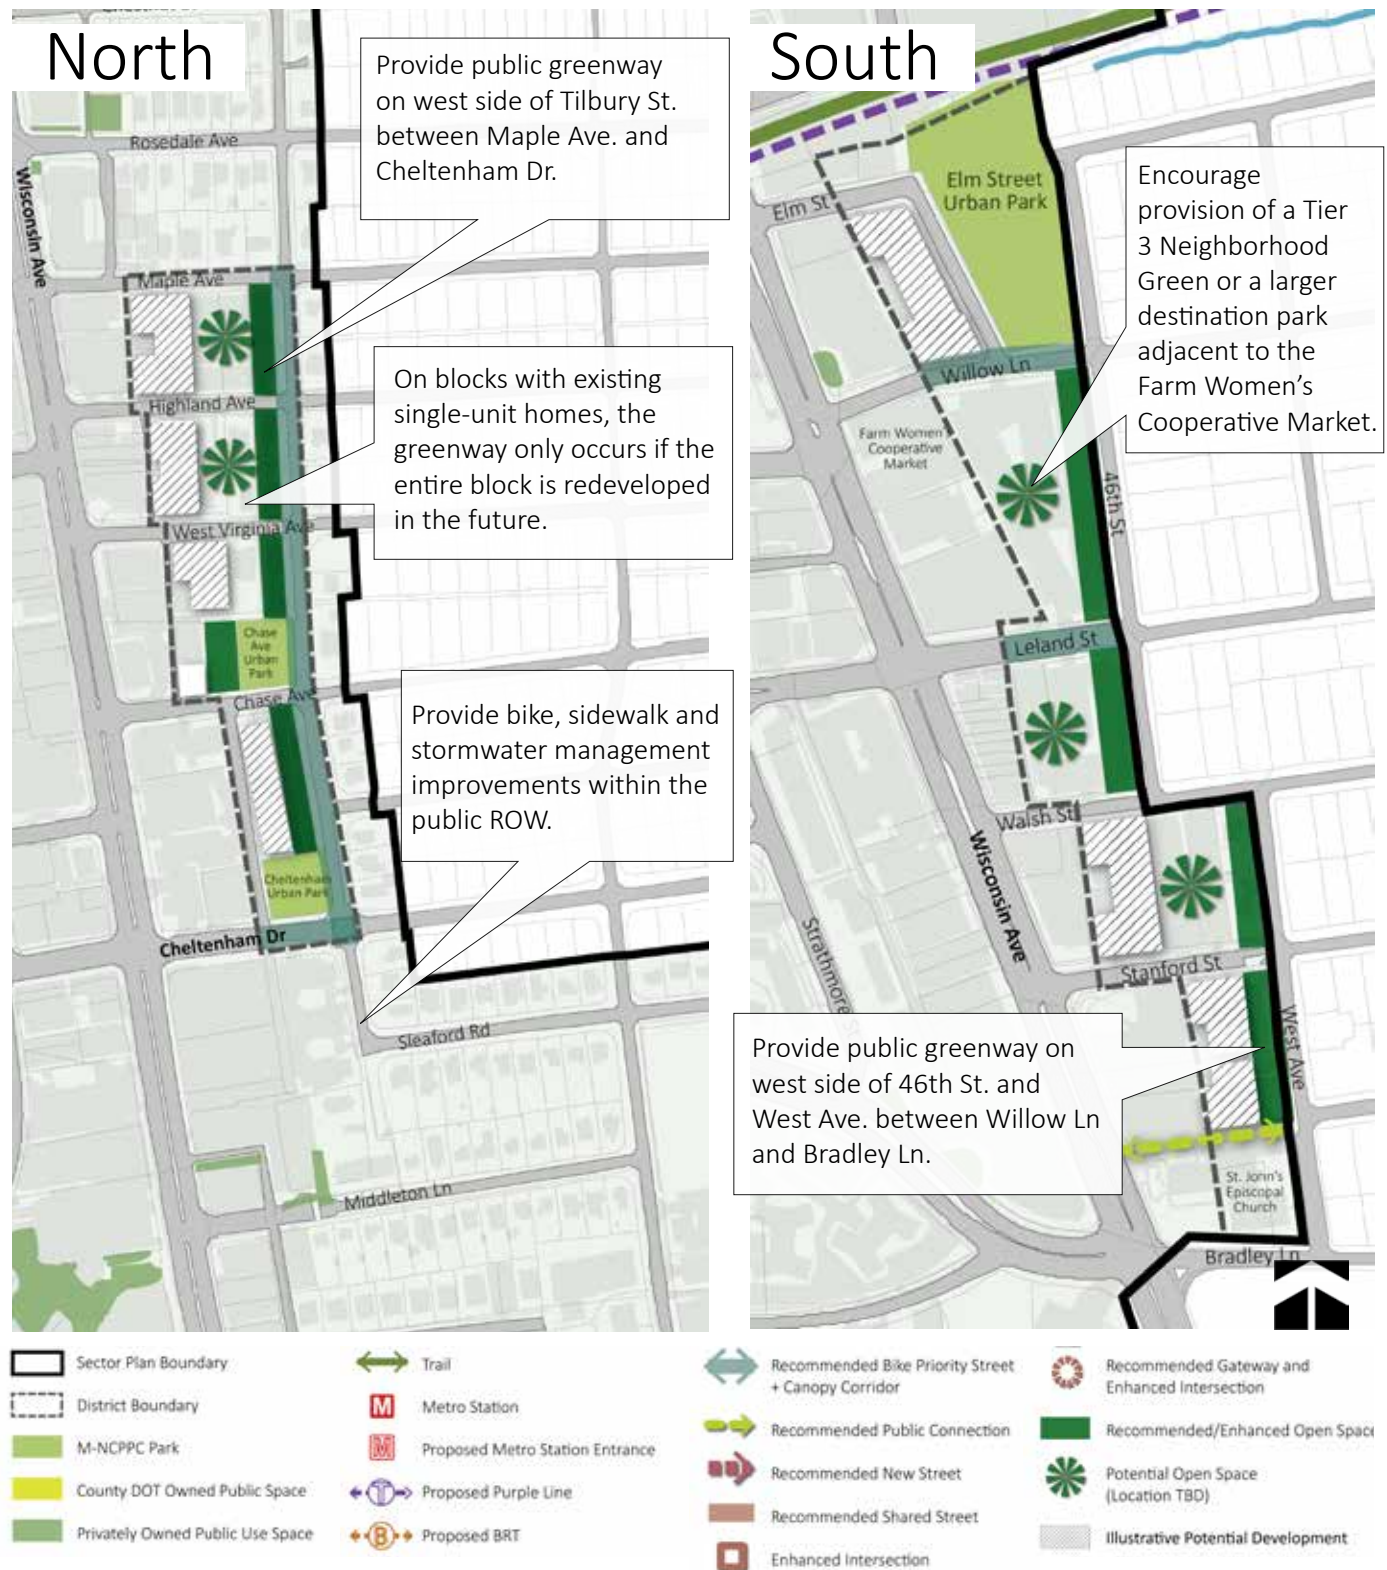 North
Rosedale Ave
Wisconsin Ave
Provide public greenway
on west side of Tilbury St.
between Maple Ave. and
Cheltenham Dr.
Maple Ave
Highland Ave
On blocks with existing
single-unit homes, the
greenway only occurs if the
entire block is redeveloped
in the future.
West Virginia Ave
Chase
Ave
Urban
Park
Chase Ave
Provide bike, sidewalk and
stormwater management
improvements within the
public ROW.
Cheltenham
Urban Park
Cheltenham Dr
Sleaford Rd
Middleton Ln
South
Elm Street
Urban Park
Elm St
Encourage
provision of a Tier
3 Neighborhood
Green or a larger
destination park
adjacent to the
Farm Women’s
Cooperative Market.
Willow Ln
Farm Women's
Cooperative
Market
46th St
Leland St
Walsh St
Wisconsin Ave
Strathmore
Stanford St
West Ave
Provide public greenway on
west side of 46th St. and
West Ave. between Willow Ln
and Bradley Ln.
St. John's
Episcopal
Church
Bradley Ln
Sector Plan Boundary
District Boundary
M-NCPPC Park
County DOT Owned Public Space
Privately Owned Public Use Space
Trail
M Metro Station
M Proposed Metro Station Entrance
T Proposed Purple Line
B Proposed BRT
Recommended Bike Priority Street
+ Canopy Corridor
Recommended Public Connection
Recommended New Street
Recommended Shared Street
Enhanced Intersection
Recommended Gateway and
Enhanced Intersection
Recommended/Enhanced Open Space
Potential Open Space
(Location TBD)
Illustrative Potential Development